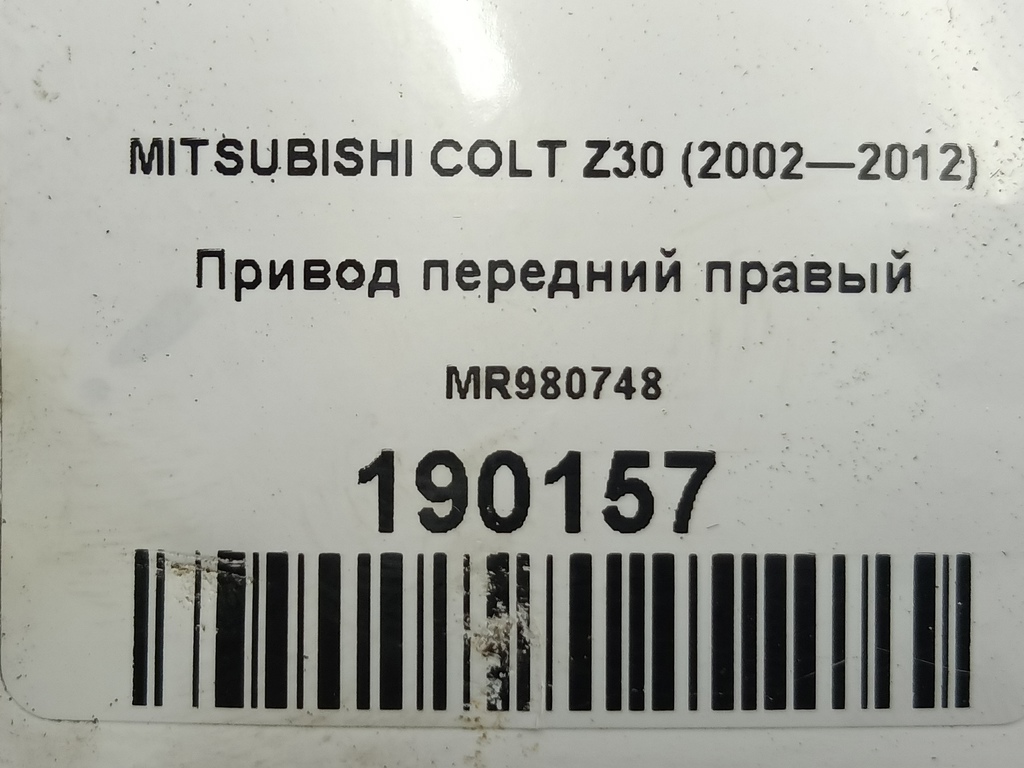 MITSUBISHI COLT Z30 (2002—2012)
Привод передний правый
MR980748
190157